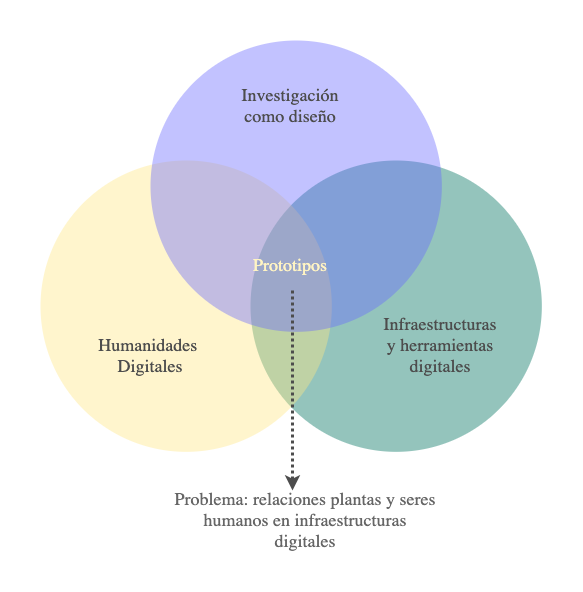 Investigación
como diseño
Prototipos
Humanidades
Digitales
Infraestructuras
y herramientas
digitales
Problema: relaciones plantas y seres
humanos en infraestructuras
digitales